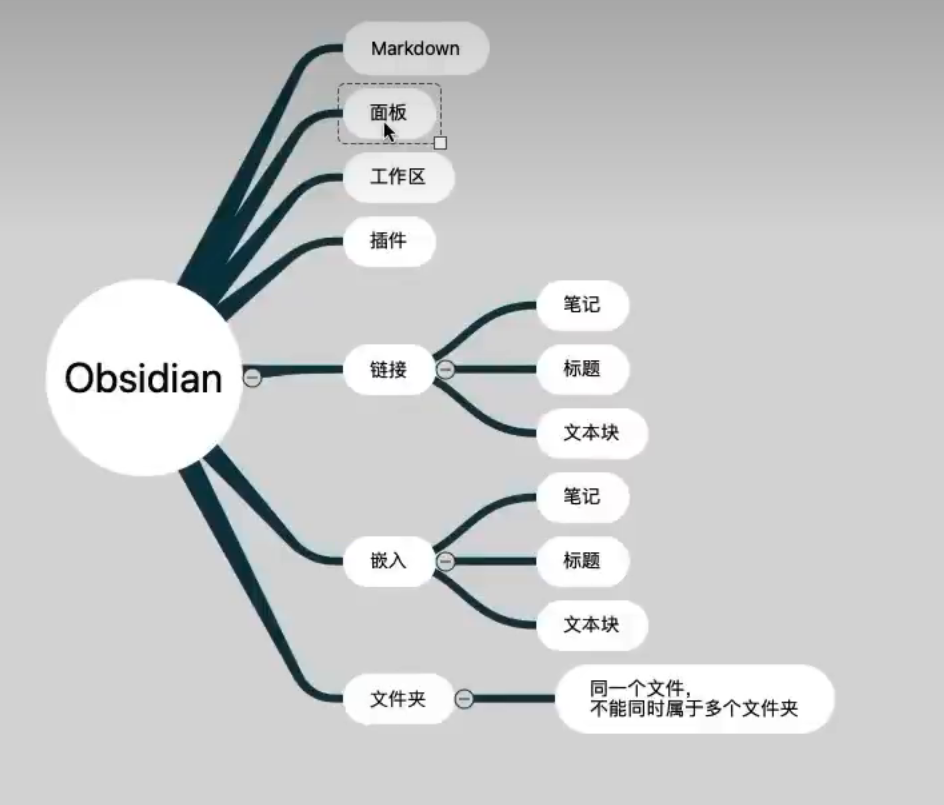 Markdown
面板
工作区
插件
Obsidian
链接
笔记
标题
文本块
嵌入
笔记
标题
文本块
文件夹
同一个文件，
不能同时属于多个文件夹